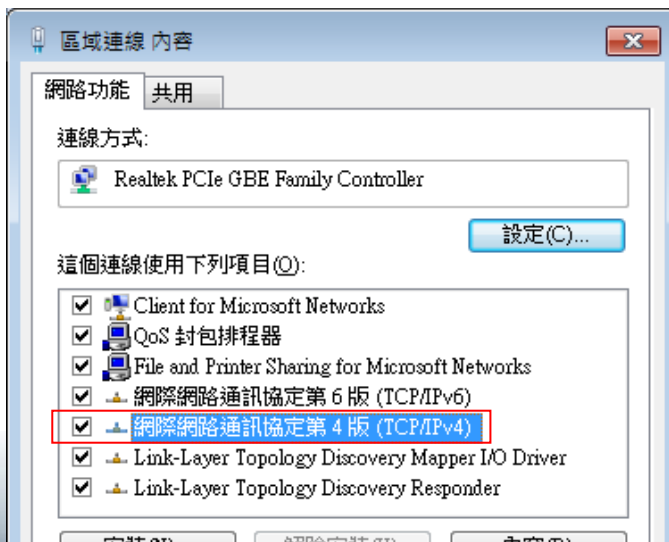 區域連線 內容
網路功能 共用
連線方式:
Realtek PCIe GBE Family Controller
設定(C)...
這個連線使用下列項目(O):
Client for Microsoft Networks
QoS 封包排程器
File and Printer Sharing for Microsoft Networks
網際網路通訊協定第 6 版 (TCP/IPv6)
網際網路通訊協定第 4 版 (TCP/IPv4)
Link-Layer Topology Discovery Mapper I/O Driver
Link-Layer Topology Discovery Responder